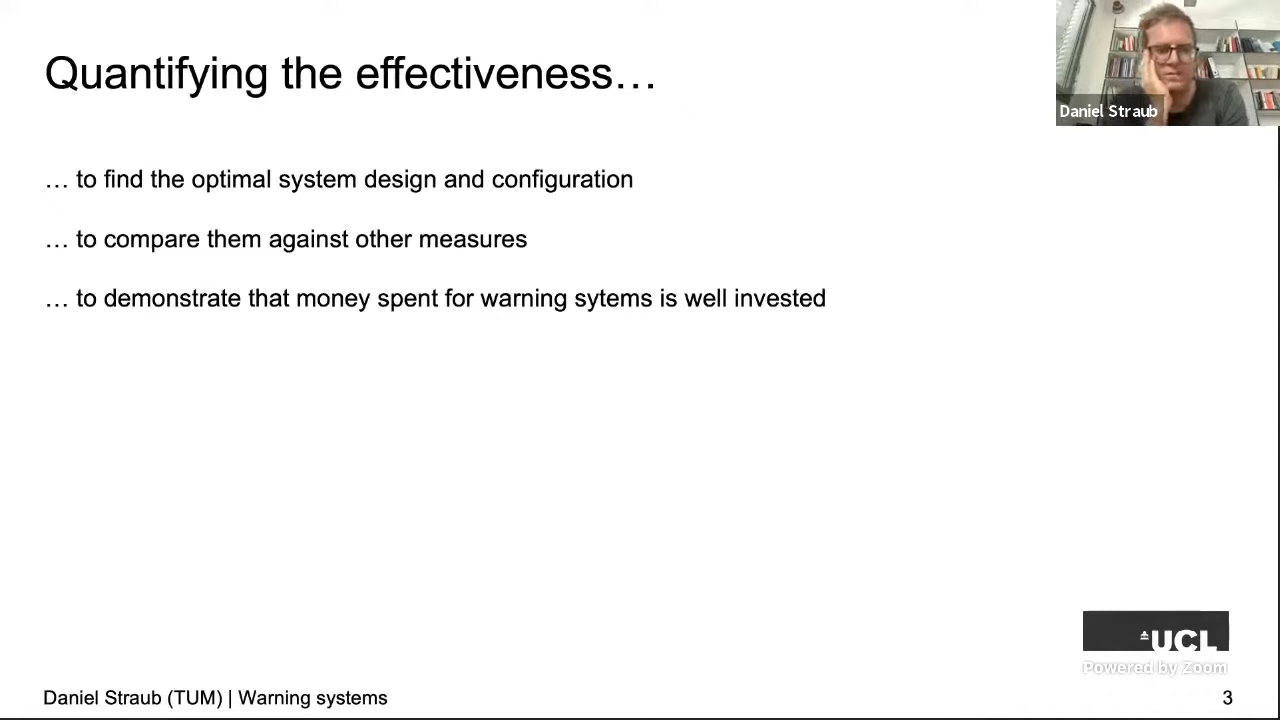 Quantifying the effectiveness…
Daniel Straub
… to find the optimal system design and configuration
… to compare them against other measures
… to demonstrate that money spent for warning sytems is well invested
UCL
Powered by Zoom
Daniel Straub (TUM) | Warning systems
3